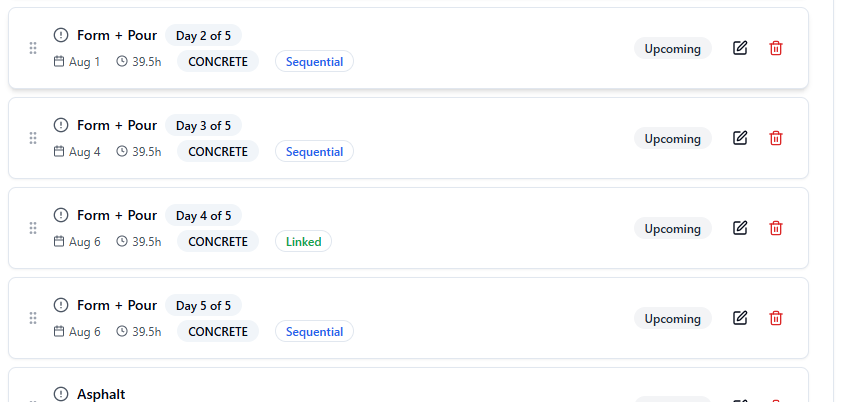 Form + Pour Day 2 of 5
Aug 1 39.5h CONCRETE Sequential
Upcoming
Form + Pour Day 3 of 5
Aug 4 39.5h CONCRETE Sequential
Upcoming
Form + Pour Day 4 of 5
Aug 6 39.5h CONCRETE Linked
Upcoming
Form + Pour Day 5 of 5
Aug 6 39.5h CONCRETE Sequential
Upcoming
Asphalt